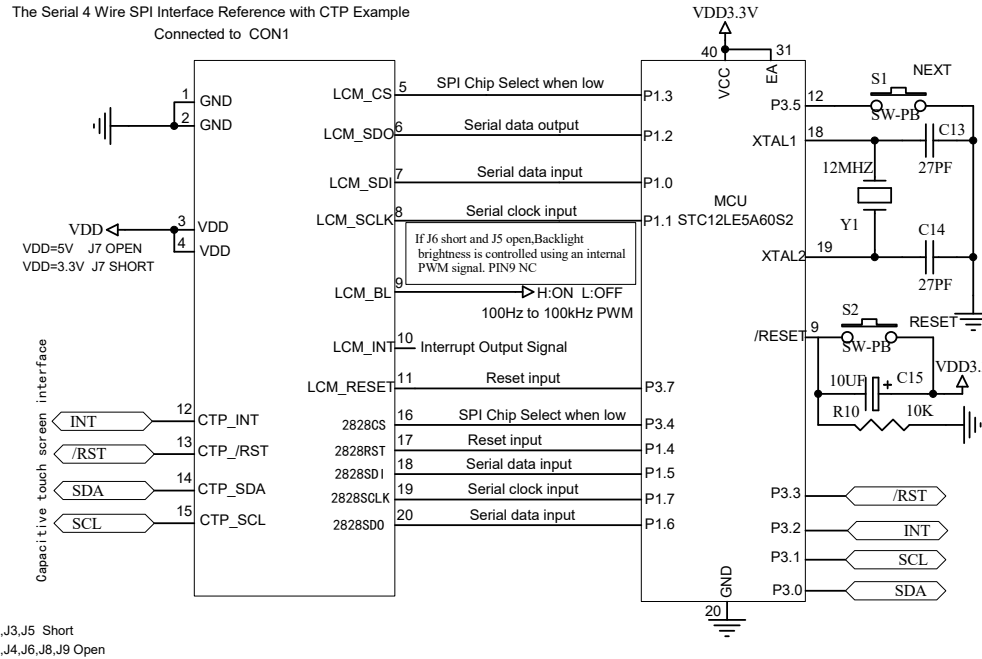 The Serial 4 Wire SPI Interface Reference with CTP Example
Connected to CON1
1 GND
2 GND
VDD
3 VDD
4 VDD
VDD=5V J7 OPEN
VDD=3.3V J7 SHORT
Capacitive touch screen interface
INT 12 CTP_INT
/RST 13 CTP_/RST
SDA 14 CTP_SDA
SCL 15 CTP_SCL
LCM_CS 5 SPI Chip Select when low P1.3
LCM_SDO 6 Serial data output P1.2
LCM_SDI 7 Serial data input P1.0
LCM_SCLK 8 Serial clock input P1.1
If J6 short and J5 open,Backlight
brightness is controlled using an internal
PWM signal. PIN9 NC
LCM_BL 9 H:ON L:OFF
100Hz to 100kHz PWM
LCM_INT 10 Interrupt Output Signal
LCM_RESET 11 Reset input P3.7
2828CS 16 SPI Chip Select when low P3.4
2828RST 17 Reset input P1.4
2828SDI 18 Serial data input P1.5
2828SCLK 19 Serial clock input P1.7
2828SDO 20 Serial data input P1.6
VDD3.3V
40 31
VCC EA
MCU
STC12LE5A60S2
P3.5 12 S1 NEXT
SW-PB
XTAL1 18 C13
27PF
12MHZ
Y1
XTAL2 19 C14
27PF
/RESET 9 S2 RESET
SW-PB
VDD3.
10UF + C15
R10 10K
P3.3 /RST
P3.2 INT
P3.1 SCL
P3.0 SDA
GND
20
,J3,J5 Short
,J4,J6,J8,J9 Open